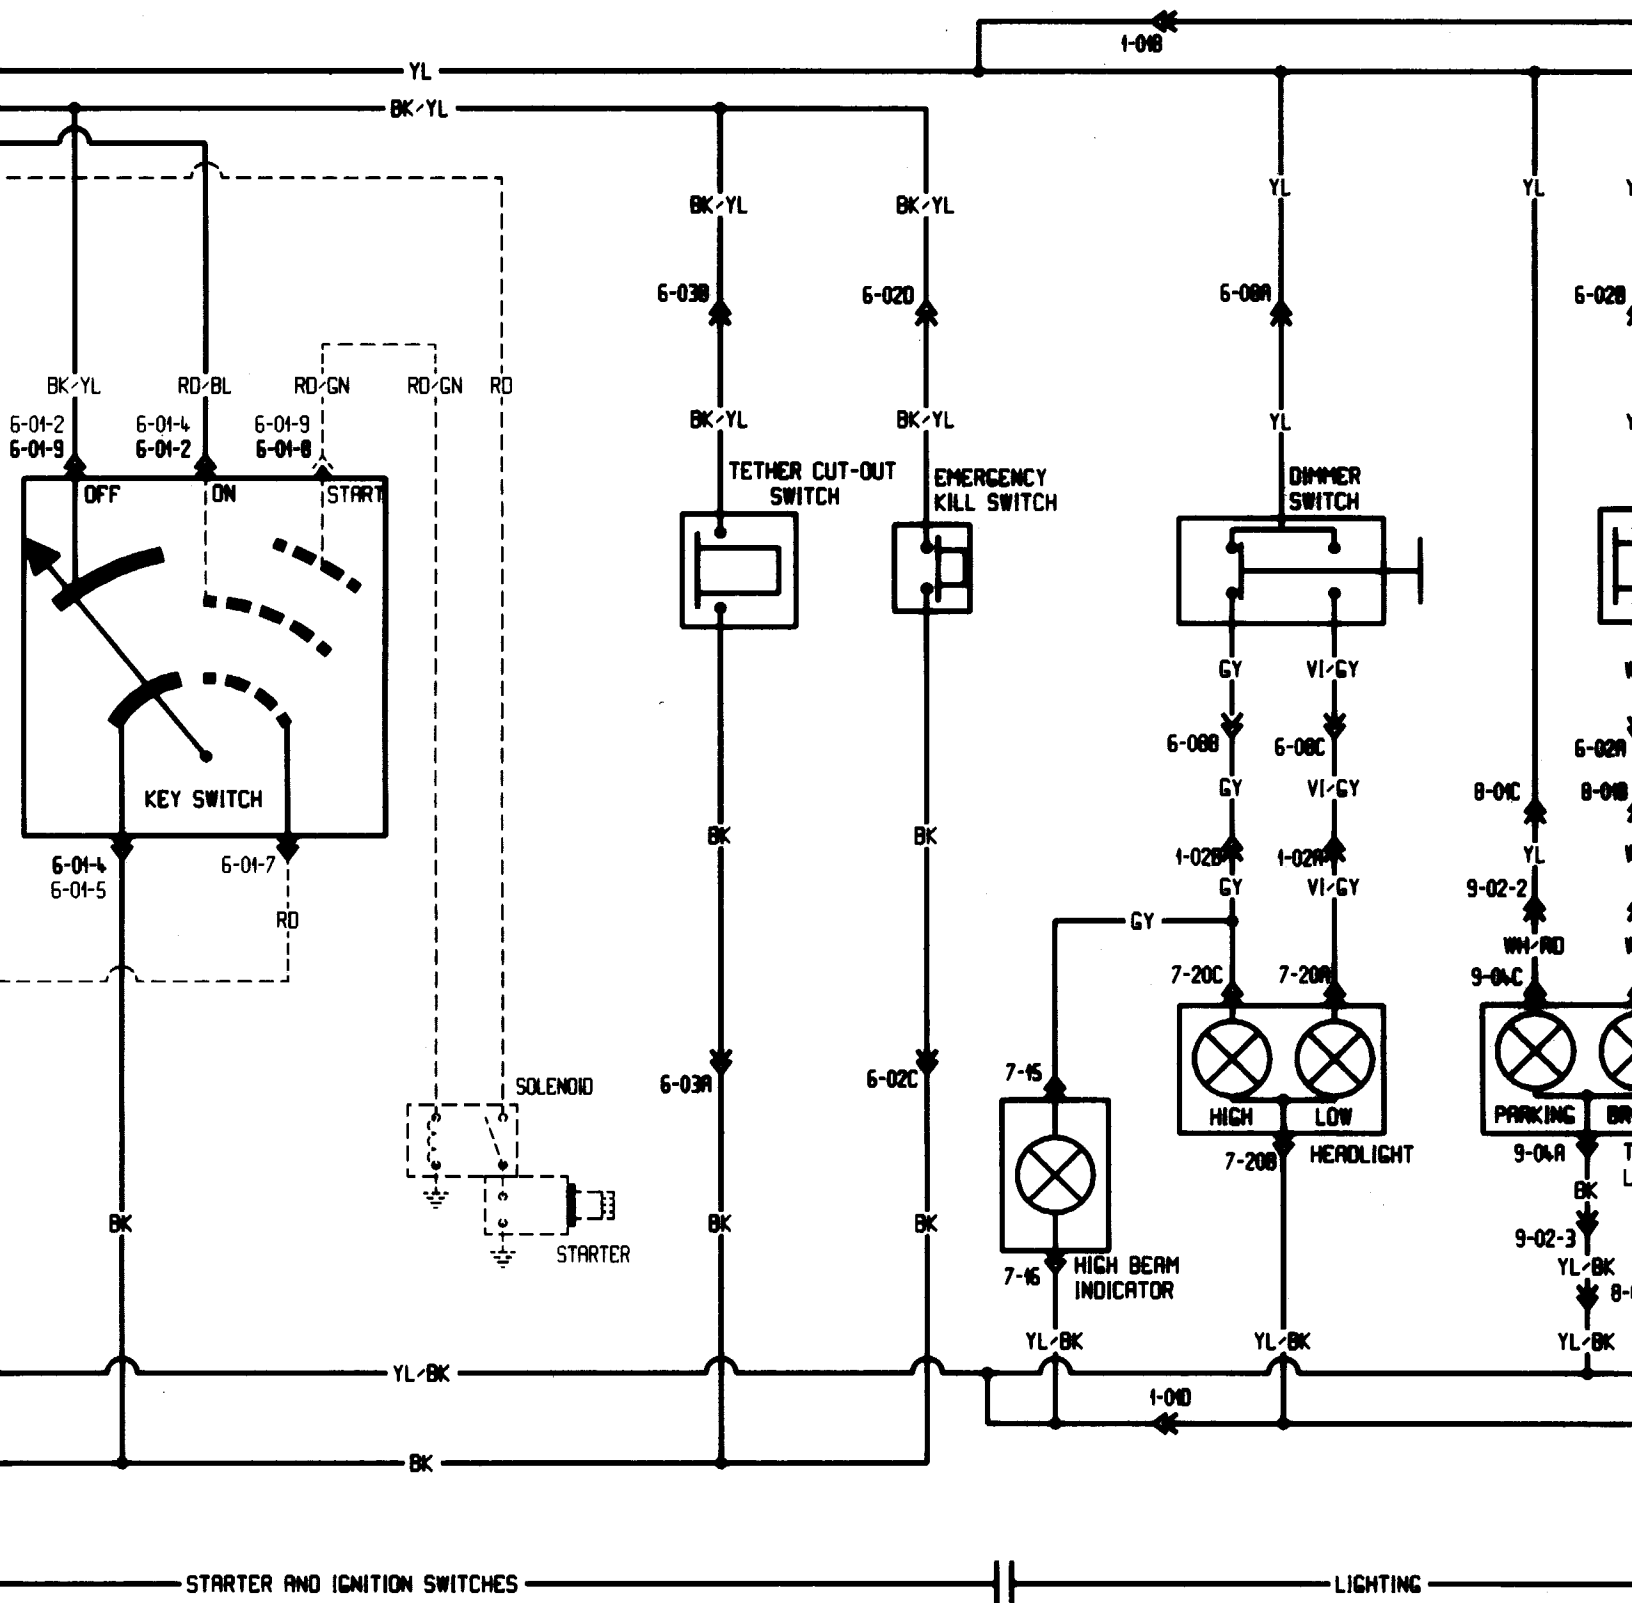 1-01B
YL
BK/YL
BK/YL
BK/YL
YL
YL
6-03B
6-02D
6-08A
6-02B
BK/YL
RD/BL
RD/GN
RD/GN
RD
6-01-2
6-01-4
6-01-9
6-01-9
6-01-2
6-01-8
BK/YL
BK/YL
YL
OFF
ON
START
TETHER CUT-OUT
SWITCH
EMERGENCY
KILL SWITCH
DIMMER
SWITCH
GY
VI/GY
6-08B
6-08C
6-02A
KEY SWITCH
GY
VI/GY
8-01C
8-01B
6-01-4
6-01-7
6-01-5
BK
BK
1-02B
1-02A
YL
GY
VI/GY
9-02-2
RD
GY
WH/RD
7-20C
7-20A
9-04C
SOLENOID
6-03A
6-02C
7-15
HIGH
LOW
PARKING
7-20B
HEADLIGHT
9-04A
BK
BK
BK
BK
STARTER
7-16
HIGH BEAM
INDICATOR
9-02-3
YL/BK
YL/BK
YL/BK
YL/BK
YL/BK
1-01D
BK
STARTER AND IGNITION SWITCHES
LIGHTING